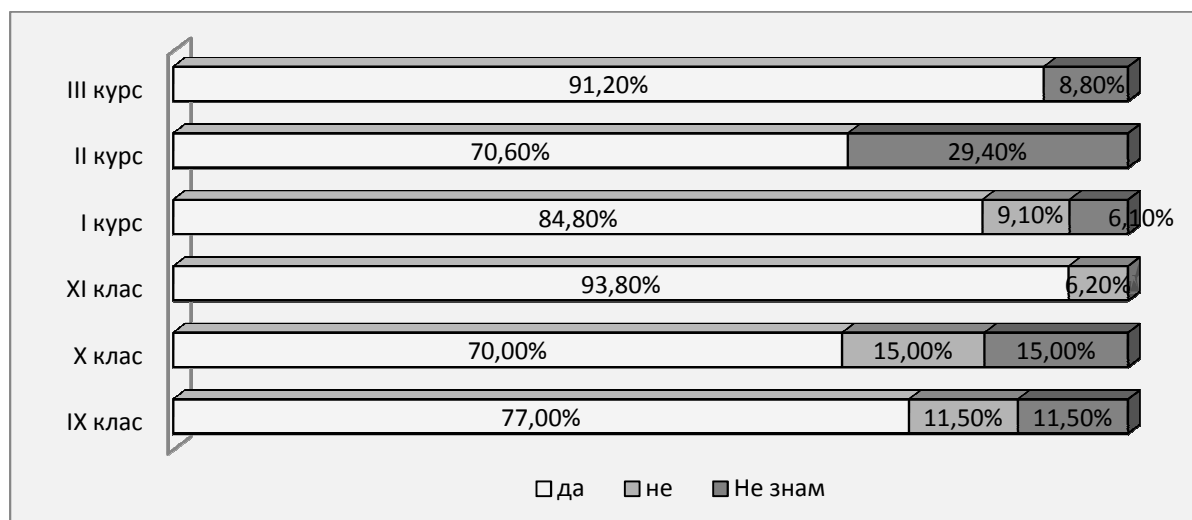 III курс 91,20% 8,80%
II курс 70,60% 29,40%
I курс 84,80% 9,10% 6,10%
XI клас 93,80% 6,20%
X клас 70,00% 15,00% 15,00%
IX клас 77,00% 11,50% 11,50%
да не Не знам